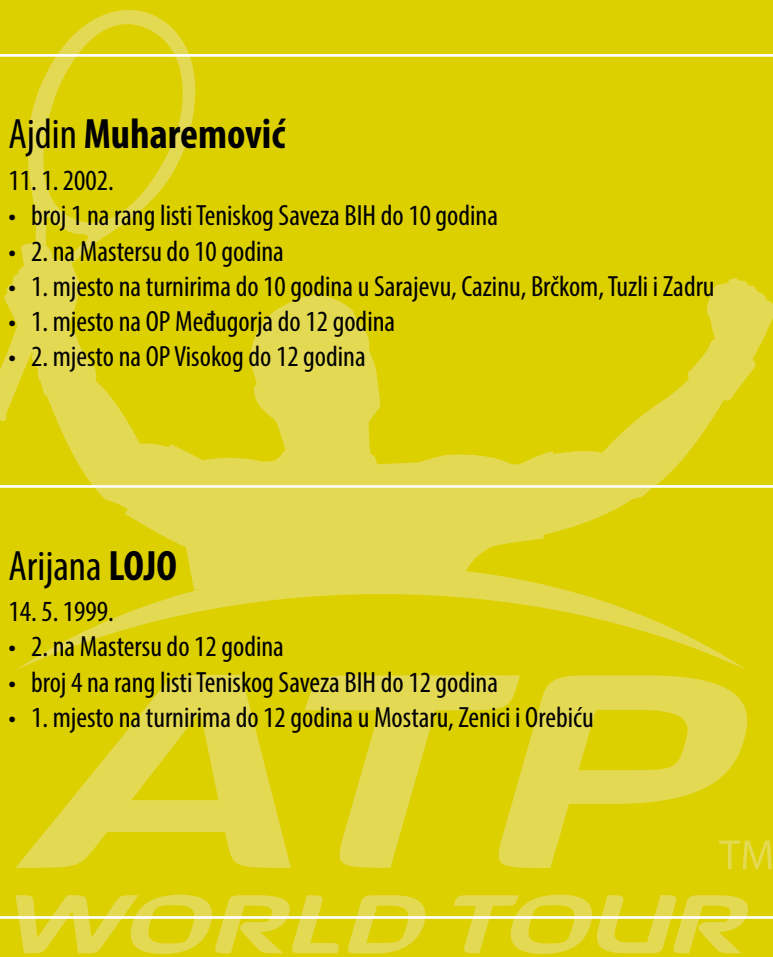 Ajdin Muharemović
11. 1. 2002.
• broj 1 na rang listi Teniskog Saveza BIH do 10 godina
• 2. na Mastersu do 10 godina
• 1. mjesto na turnirima do 10 godina u Sarajevu, Cazinu, Brčkom, Tuzli i Zadru
• 1. mjesto na OP Međugorja do 12 godina
• 2. mjesto na OP Visokog do 12 godina
Arijana LOJO
14. 5. 1999.
• 2. na Mastersu do 12 godina
• broj 4 na rang listi Teniskog Saveza BIH do 12 godina
• 1. mjesto na turnirima do 12 godina u Mostaru, Zenici i Orebiću
ATP
TM
WORLD TOUR